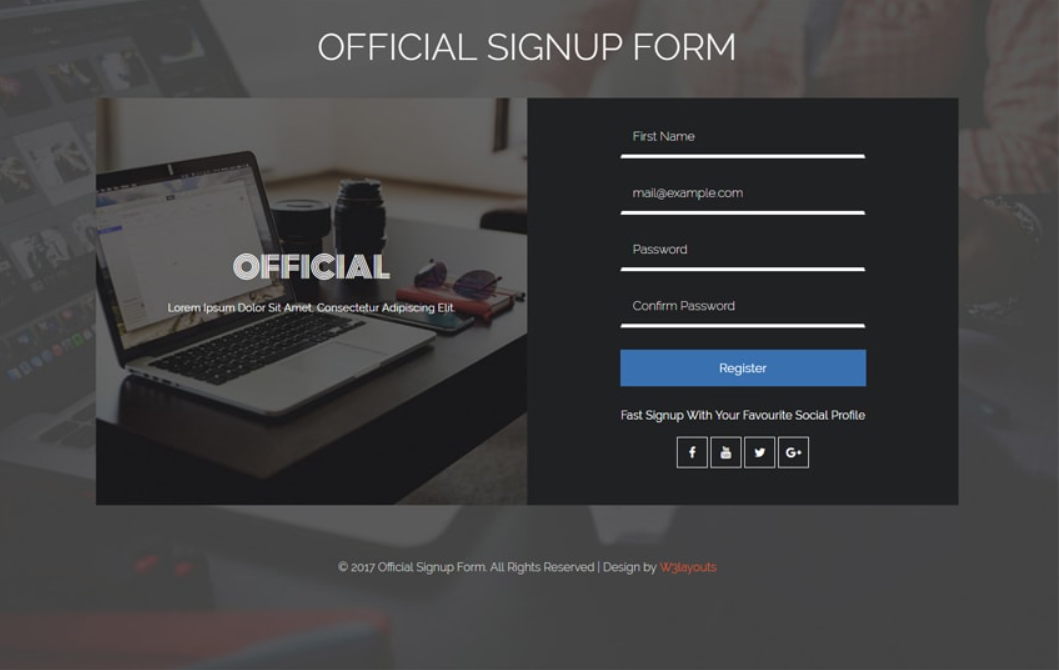 OFFICIAL SIGNUP FORM
OFFICIAL
Lorem Ipsum Dolor Sit Amet, Consectetur Adipiscing Elit.
First Name
mail@example.com
Password
Confirm Password
Register
Fast Signup With Your Favourite Social Profile
© 2017 Official Signup Form. All Rights Reserved | Design by W3layouts